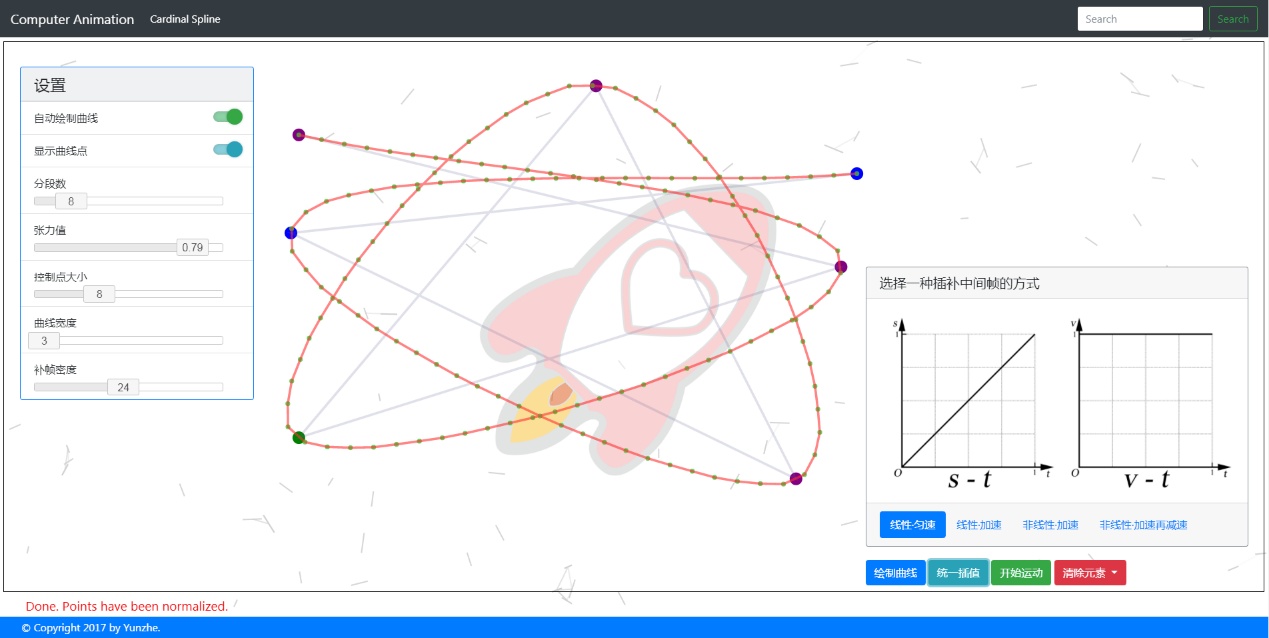 Computer Animation
Cardinal Spline
Search
Search
设置
自动绘制曲线
显示曲线点
分段数
8
张力值
0.79
控制点大小
8
曲线宽度
3
补帧密度
24
选择一种插补中间帧的方式
s
1
O
1
t
s - t
v
1
O
1
t
v - t
线性·匀速
线性·加速
非线性·加速
非线性·加速再减速
绘制曲线
统一插值
开始运动
清除元素
Done. Points have been normalized.
© Copyright 2017 by Yunzhe.